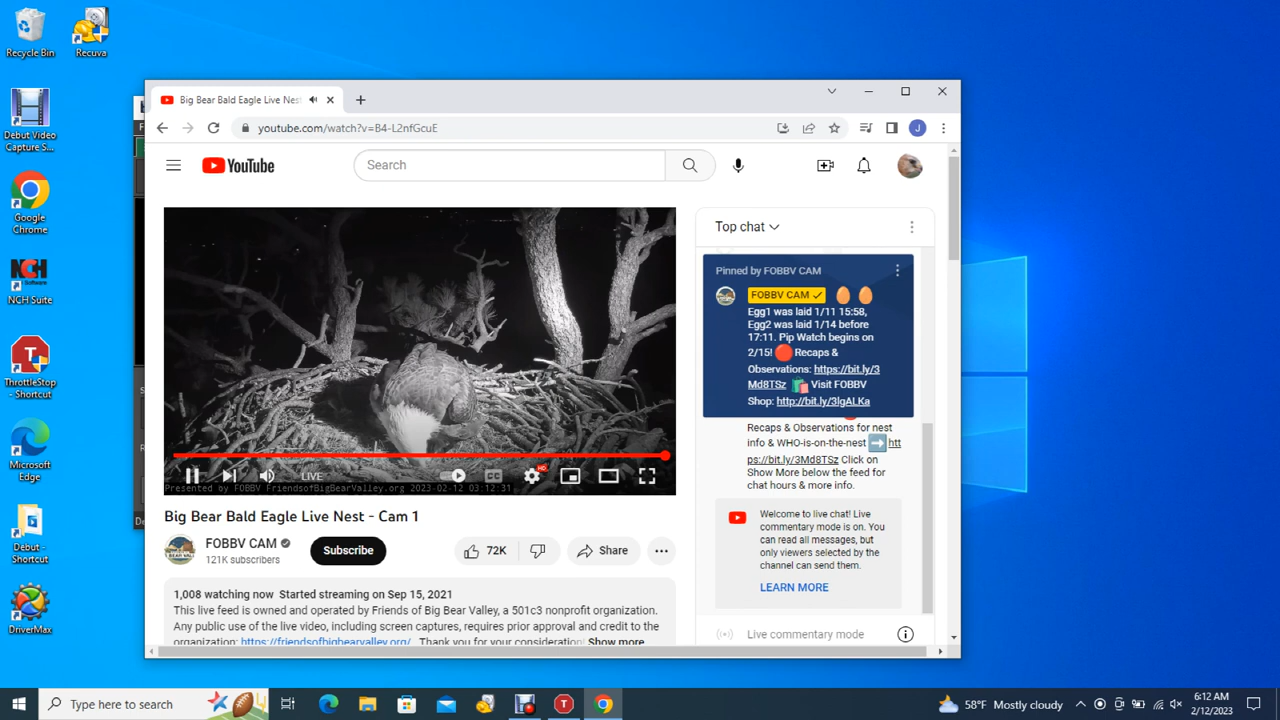 Recycle Bin
Recuva
Debut Video
Capture S...
Google
Chrome
NCH
Software
NCH Suite
T
ThrottleStop
- Shortcut
Microsoft
Edge
Debut -
Shortcut
DriverMax
Big Bear Bald Eagle Live Nest
youtube.com/watch?v=B4-L2nfGcuE
J
YouTube
Search
LIVE
CC
HD
Presented by FOBBV FriendsofBigBearValley.org 2023-02-12 03:12:31
Big Bear Bald Eagle Live Nest - Cam 1
FOBBV CAM
121K subscribers
Subscribe
72K
Share
1,008 watching now Started streaming on Sep 15, 2021
This live feed is owned and operated by Friends of Big Bear Valley, a 501c3 nonprofit organization.
Any public use of the live video, including screen captures, requires prior approval and credit to the
organization: https://friendsofbigbearvalley.org/ Thank you for your consideration! Show more
Top chat
Pinned by FOBBV CAM
FOBBV CAM
Egg1 was laid 1/11 15:58,
Egg2 was laid 1/14 before
17:11. Pip Watch begins on
2/15! Recaps &
Observations: https://bit.ly/3
Md8TSz Visit FOBBV
Shop: http://bit.ly/3lgALKa
Recaps & Observations for nest
info & WHO-is-on-the-nest htt
ps://bit.ly/3Md8TSz Click on
Show More below the feed for
chat hours & more info.
Welcome to live chat! Live
commentary mode is on. You
can read all messages, but
only viewers selected by the
channel can send them.
LEARN MORE
Live commentary mode
Type here to search
T
58°F Mostly cloudy
6:12 AM
2/12/2023